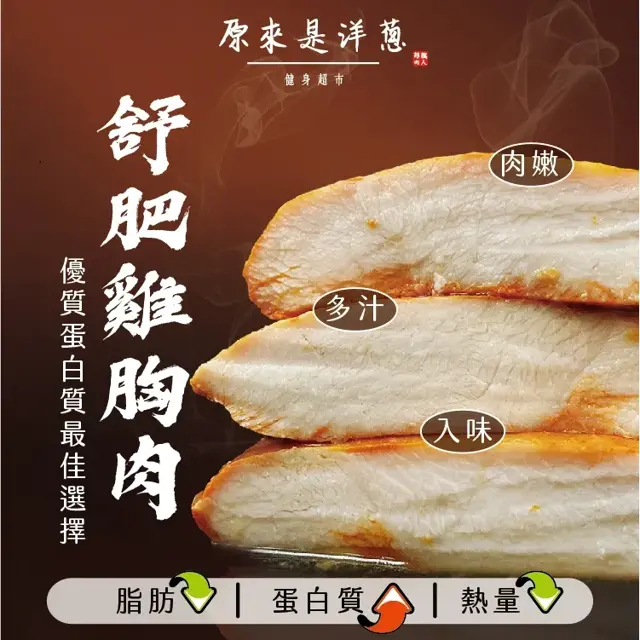 原來是洋蔥
健身超市
舒肥雞胸肉
優質蛋白質最佳選擇
肉嫩
多汁
入味
脂肪 | 蛋白質 | 熱量